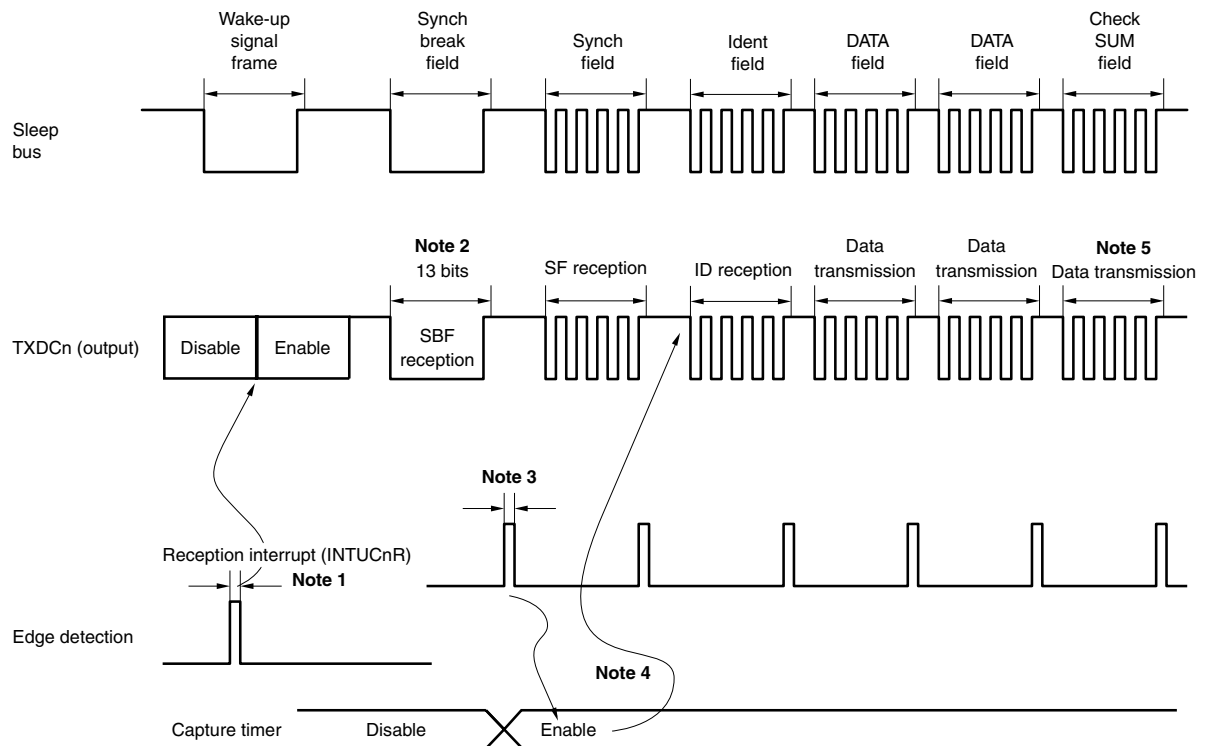 Wake-up
signal
frame
Synch
break
field
Synch
field
Ident
field
DATA
field
DATA
field
Check
SUM
field
Sleep
bus
Note 2
13 bits
SF reception
ID reception
Data
transmission
Data
transmission
Note 5
Data transmission
TXDCn (output)
Disable
Enable
SBF
reception
Note 3
Reception interrupt (INTUCnR)
Note 1
Edge detection
Note 4
Capture timer
Disable
Enable